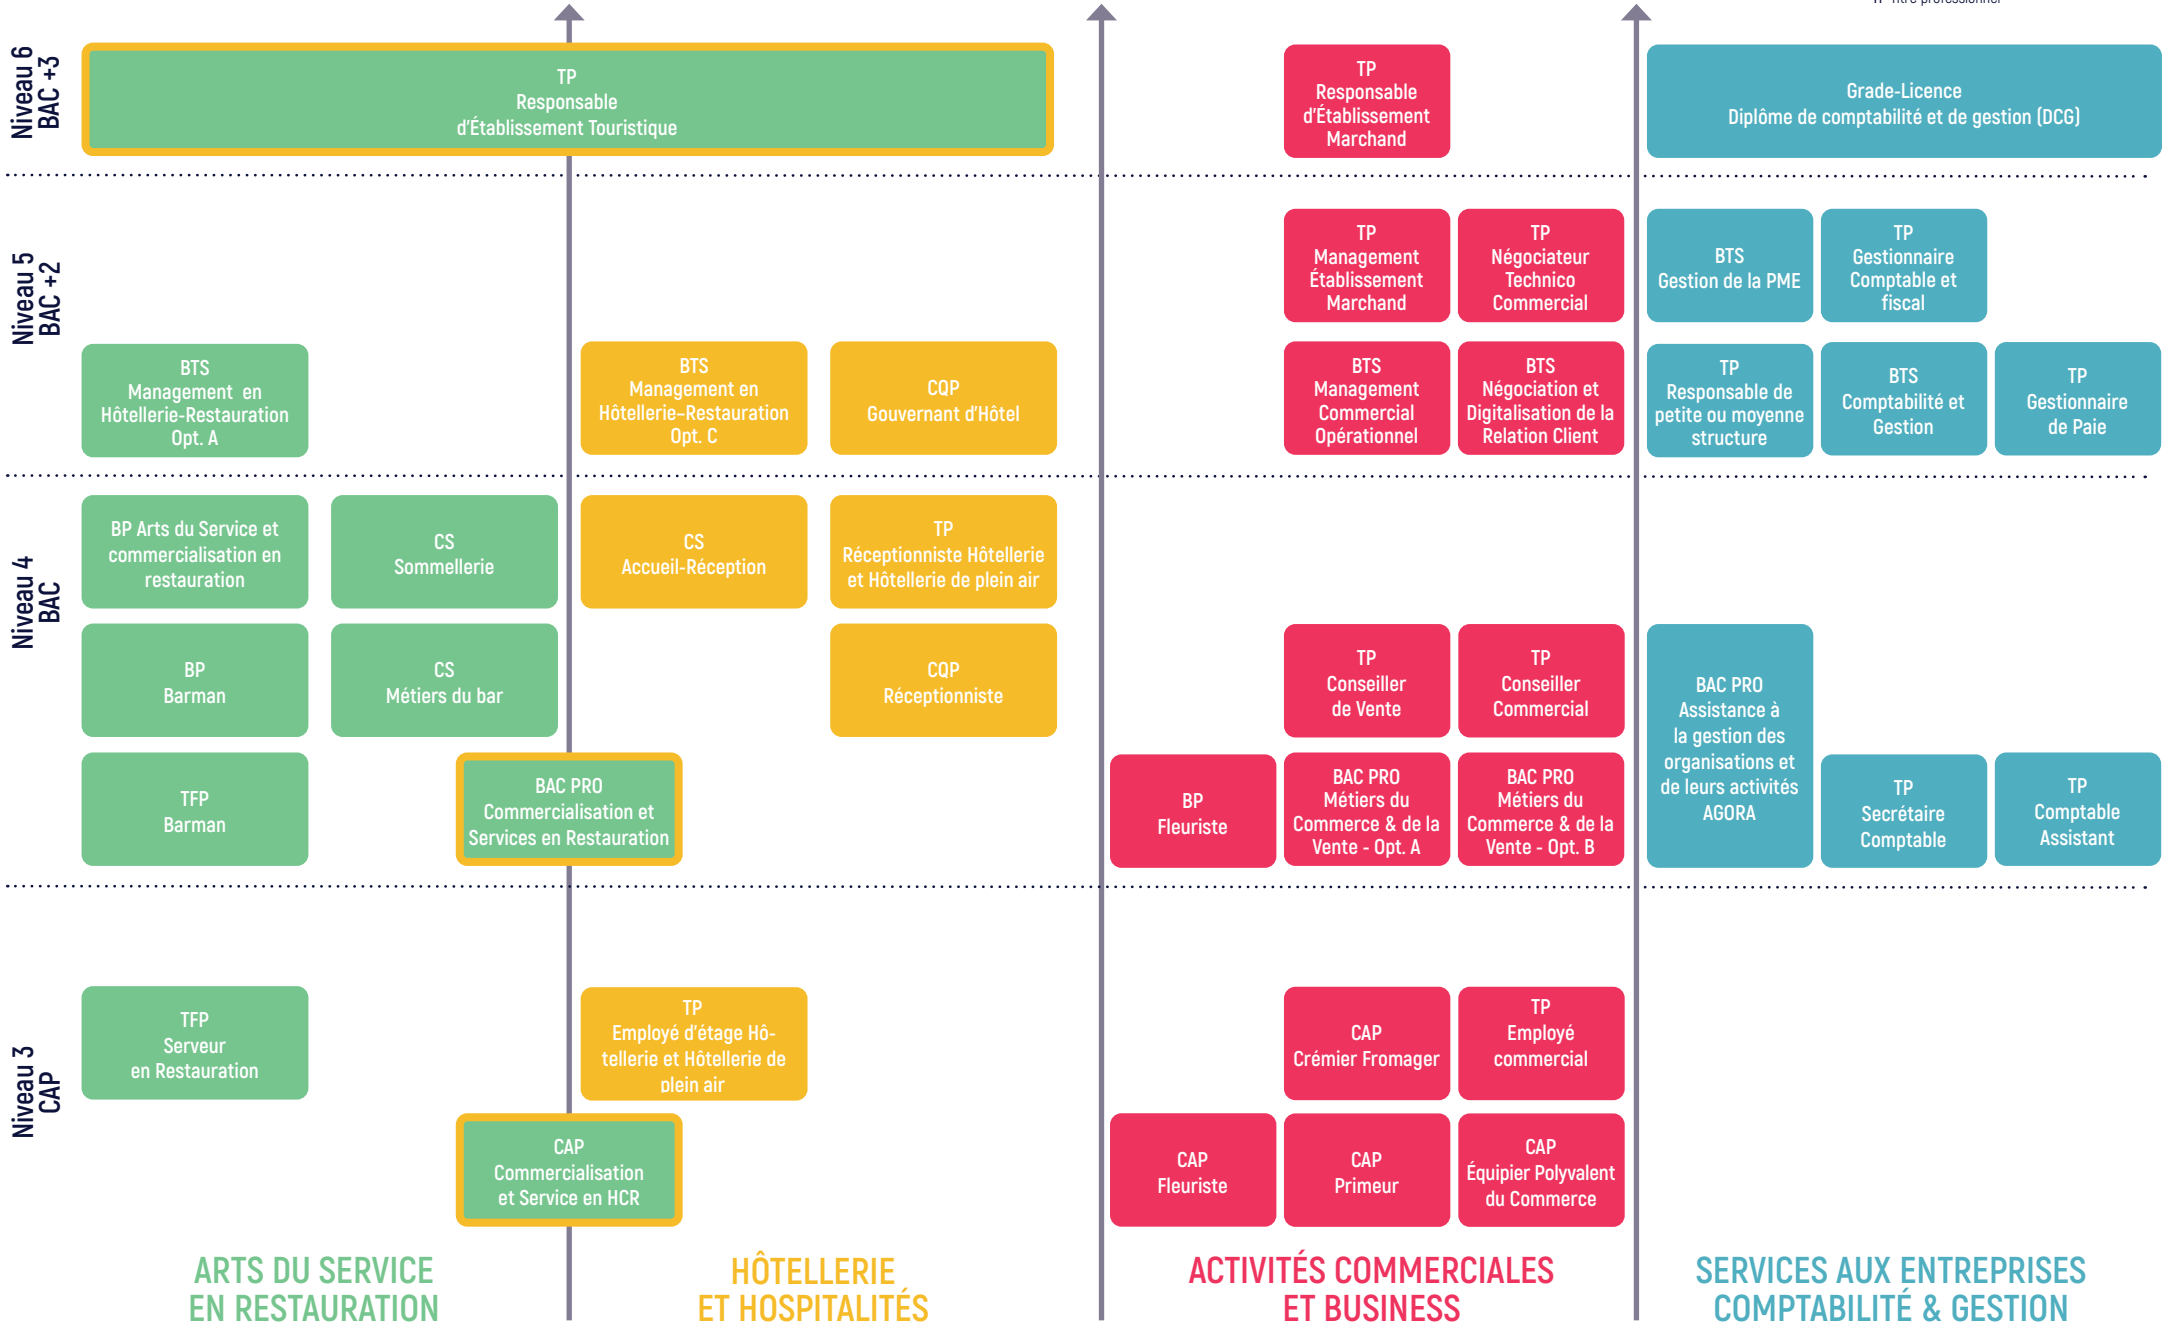 TP Titre professionnel
Niveau 6
BAC +3
TP
Responsable
d'Établissement Touristique
TP
Responsable
d'Établissement
Marchand
Grade-Licence
Diplôme de comptabilité et de gestion (DCG)
Niveau 5
BAC +2
TP
Management
Établissement
Marchand
TP
Négociateur
Technico
Commercial
BTS
Gestion de la PME
TP
Gestionnaire
Comptable et
fiscal
BTS
Management en
Hôtellerie-Restauration
Opt. A
BTS
Management en
Hôtellerie-Restauration
Opt. C
CQP
Gouvernant d'Hôtel
BTS
Management
Commercial
Opérationnel
BTS
Négociation et
Digitalisation de la
Relation Client
TP
Responsable de
petite ou moyenne
structure
BTS
Comptabilité et
Gestion
TP
Gestionnaire
de Paie
Niveau 4
BAC
BP Arts du Service et
commercialisation en
restauration
CS
Sommellerie
CS
Accueil-Réception
TP
Réceptionniste Hôtellerie
et Hôtellerie de plein air
BP
Barman
CS
Métiers du bar
CQP
Réceptionniste
TP
Conseiller
de Vente
TP
Conseiller
Commercial
BAC PRO
Assistance à
la gestion des
organisations et
de leurs activités
AGORA
TFP
Barman
BAC PRO
Commercialisation et
Services en Restauration
BP
Fleuriste
BAC PRO
Métiers du
Commerce & de la
Vente - Opt. A
BAC PRO
Métiers du
Commerce & de la
Vente - Opt. B
TP
Secrétaire
Comptable
TP
Comptable
Assistant
Niveau 3
CAP
TFP
Serveur
en Restauration
TP
Employé d'étage Hô-
tellerie et Hôtellerie de
plein air
CAP
Crémier Fromager
TP
Employé
commercial
CAP
Commercialisation
et Service en HCR
CAP
Fleuriste
CAP
Primeur
CAP
Équipier Polyvalent
du Commerce
ARTS DU SERVICE
EN RESTAURATION
HÔTELLERIE
ET HOSPITALITÉS
ACTIVITÉS COMMERCIALES
ET BUSINESS
SERVICES AUX ENTREPRISES
COMPTABILITÉ & GESTION